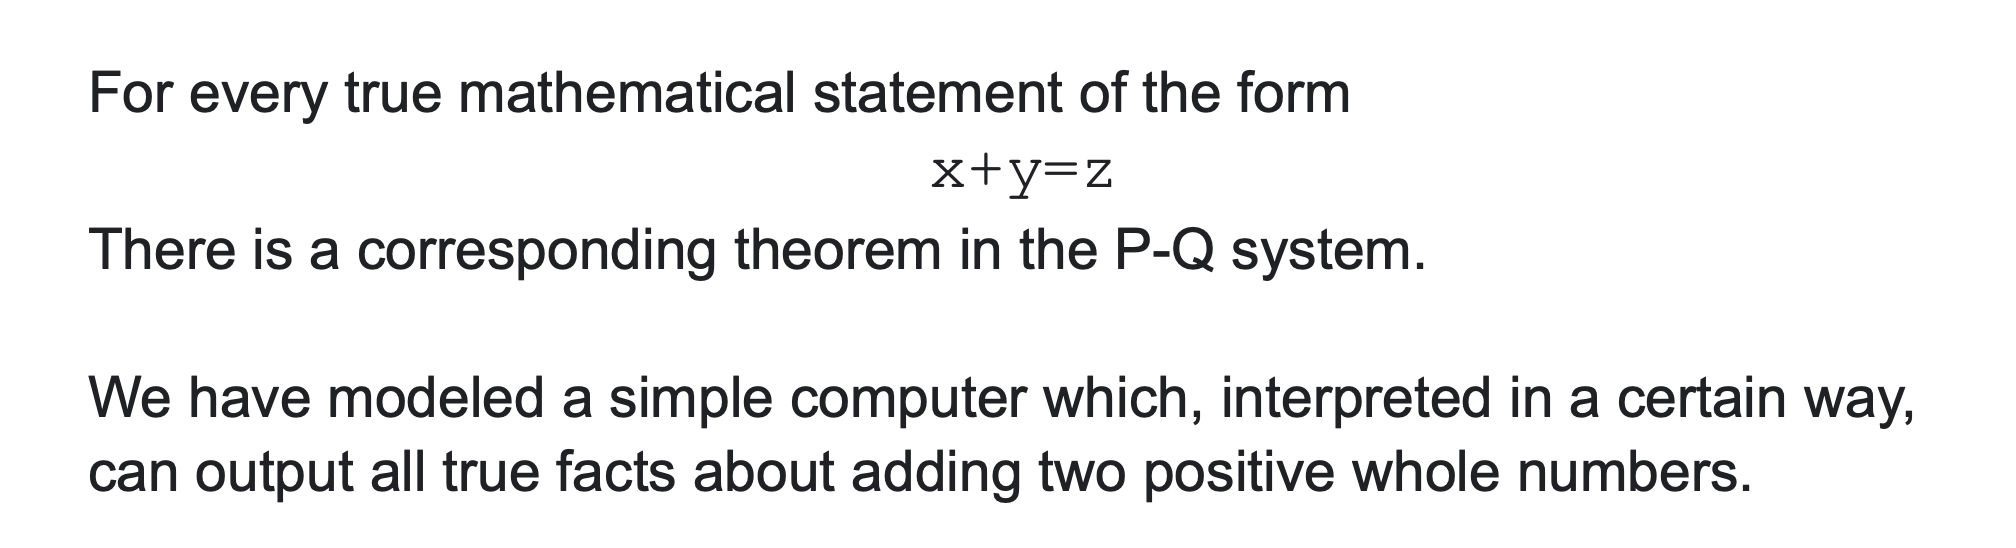 For every true mathematical statement of the form
x+y=z
There is a corresponding theorem in the P-Q system.
We have modeled a simple computer which, interpreted in a certain way,
can output all true facts about adding two positive whole numbers.